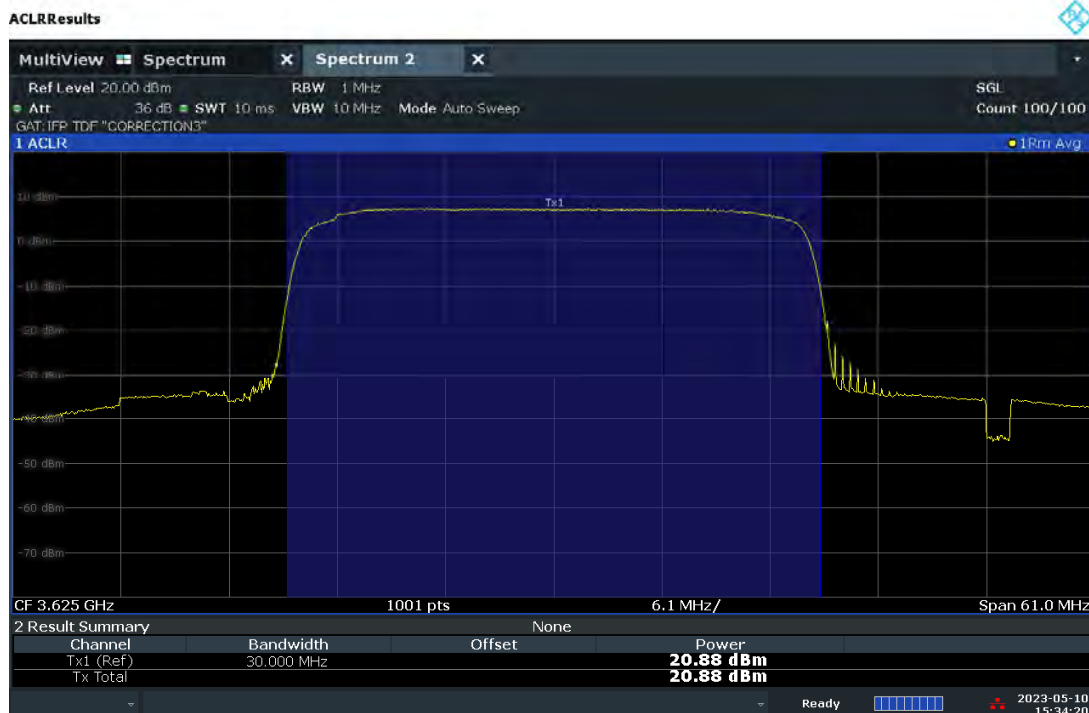 ACLRResults
MultiView Spectrum X Spectrum 2 X
Ref Level 20.00 dBm RBW 1 MHz SGL
Att 36 dB SWT 10 ms VBW 10 MHz Mode Auto Sweep Count 100/100
GAT:IFP TDF "CORRECTION3"
1 ACLR 1Rm Avg
10 dBm
Tx1
0 dBm
-10 dBm
-20 dBm
-30 dBm
-40 dBm
-50 dBm
-60 dBm
-70 dBm
CF 3.625 GHz 1001 pts 6.1 MHz/ Span 61.0 MHz
2 Result Summary None
Channel Bandwidth Offset Power
Tx1 (Ref) 30.000 MHz 20.88 dBm
Tx Total 20.88 dBm
Ready 2023-05-10
15:34:20